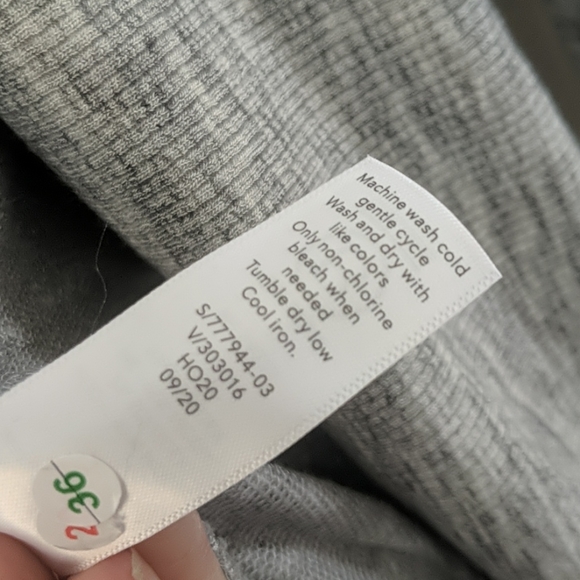 Machine wash cold
gentle cycle
Wash and dry with
like colors
Only non-chlorine
bleach when
needed
Tumble dry low
Cool iron.
S/777944-03
V/303016
HO20
09/20
36
2